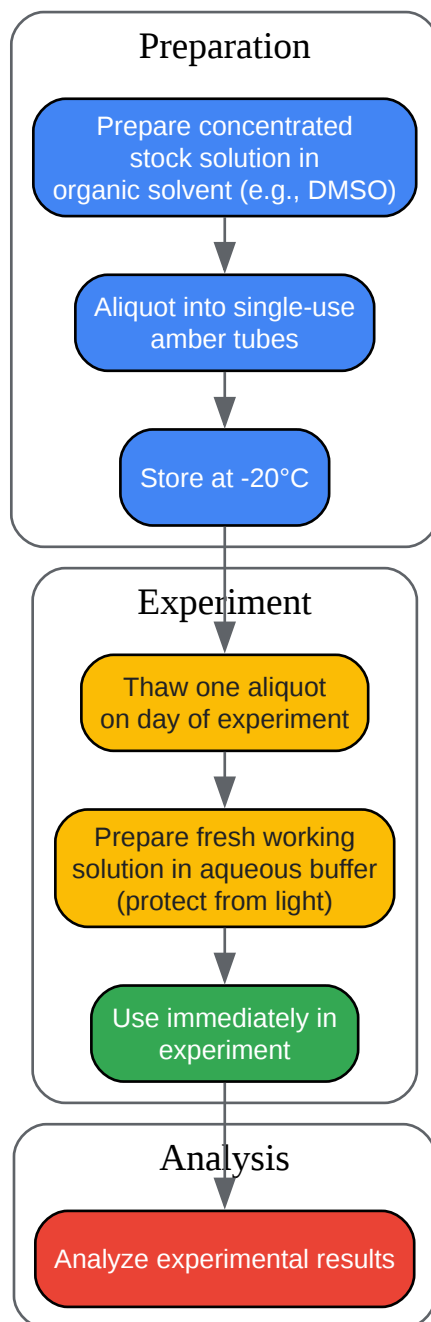 Preparation
Prepare concentrated
stock solution in
organic solvent (e.g., DMSO)
Aliquot into single-use
amber tubes
Store at -20°C
Experiment
Thaw one aliquot
on day of experiment
Prepare fresh working
solution in aqueous buffer
(protect from light)
Use immediately in
experiment
Analysis
Analyze experimental results